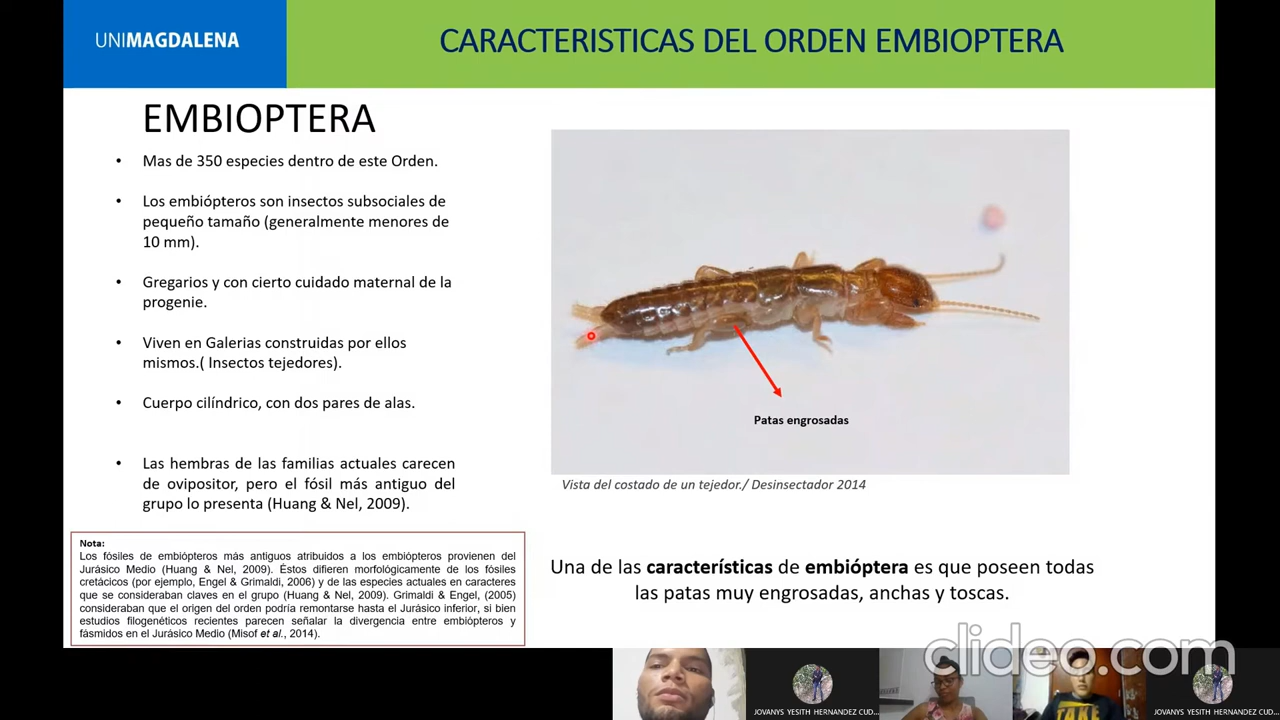 UNIMAGDALENA
CARACTERISTICAS DEL ORDEN EMBIOPTERA
EMBIOPTERA
• Mas de 350 especies dentro de este Orden.
• Los embiópteros son insectos subsociales de
pequeño tamaño (generalmente menores de
10 mm).
• Gregarios y con cierto cuidado maternal de la
progenie.
• Viven en Galerias construidas por ellos
mismos.( Insectos tejedores).
• Cuerpo cilíndrico, con dos pares de alas.
• Las hembras de las familias actuales carecen
de ovipositor, pero el fósil más antiguo del
grupo lo presenta (Huang & Nel, 2009).
Nota:
Los fósiles de embiópteros más antiguos atribuidos a los embiópteros provienen del
Jurásico Medio (Huang & Nel, 2009). Éstos difieren morfológicamente de los fósiles
cretácicos (por ejemplo, Engel & Grimaldi, 2006) y de las especies actuales en caracteres
que se consideraban claves en el grupo (Huang & Nel, 2009). Grimaldi & Engel, (2005)
consideraban que el origen del orden podría remontarse hasta el Jurásico inferior, si bien
estudios filogenéticos recientes parecen señalar la divergencia entre embiópteros y
fásmidos en el Jurásico Medio (Misof et al., 2014).
Patas engrosadas
Vista del costado de un tejedor./ Desinsectador 2014
Una de las características de embióptera es que poseen todas
las patas muy engrosadas, anchas y toscas.
clideo.com
JOVANYS YESITH HERNANDEZ CUD...
TAKE
JOVANYS YESITH HERNANDEZ CUD...